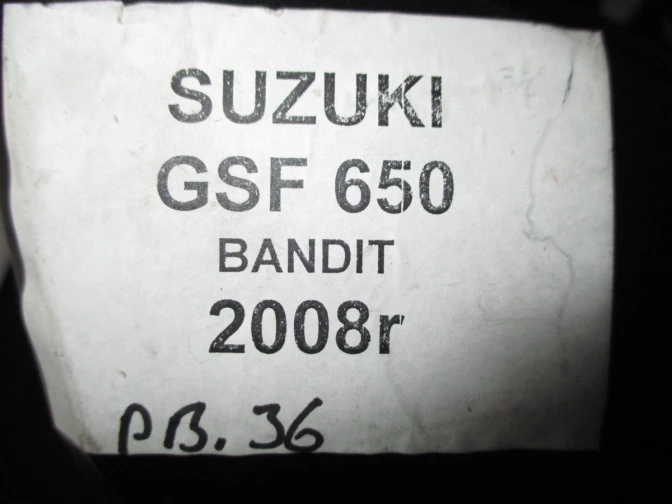 SUZUKI
GSF 650
BANDIT
2008r
PB. 36